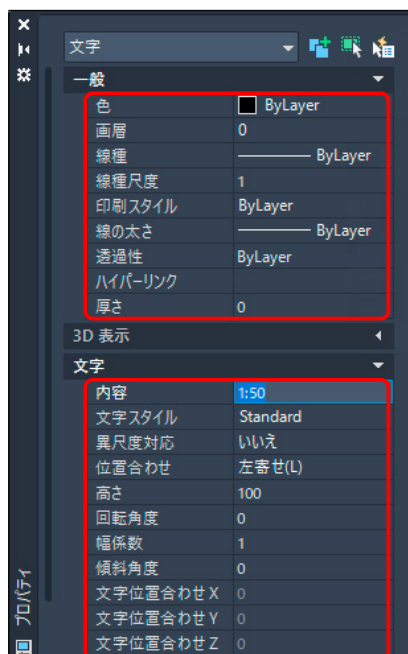 文字
一般
色 ByLayer
画層 0
線種 ByLayer
線種尺度 1
印刷スタイル ByLayer
線の太さ ByLayer
透過性 ByLayer
ハイパーリンク
厚さ 0
3D 表示
文字
内容 1:50
文字スタイル Standard
異尺度対応 いいえ
位置合わせ 左寄せ(L)
高さ 100
回転角度 0
幅係数 1
傾斜角度 0
文字位置合わせ X 0
文字位置合わせ Y 0
文字位置合わせ Z 0
プロパティ